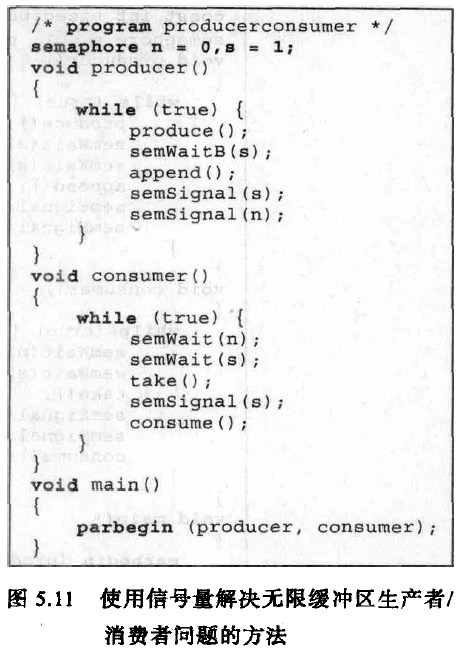 /* program producerconsumer */
semaphore n = 0,s = 1;
void producer()
{
while (true) {
produce();
semWaitB(s);
append();
semSignal(s);
semSignal(n);
}
}
void consumer()
{
while (true) {
semWait(n);
semWait(s);
take();
semSignal(s);
consume();
}
}
void main()
{
parbegin (producer, consumer);
}
图 5.11 使用信号量解决无限缓冲区生产者/
消费者问题的方法